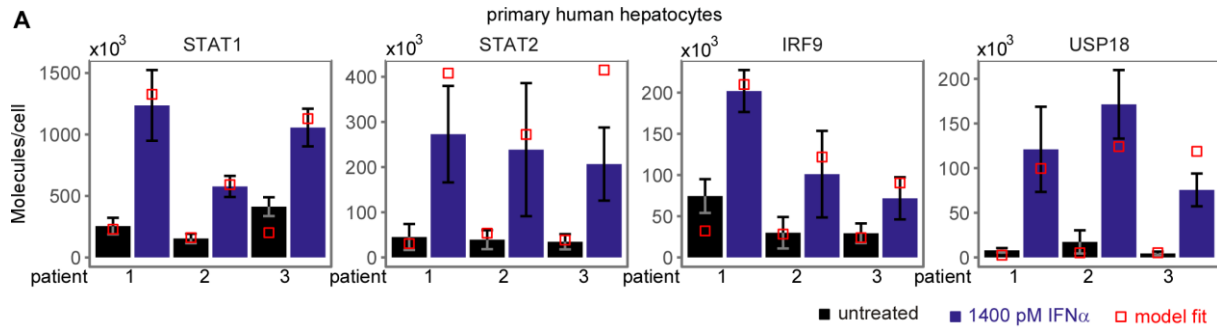 A
primary human hepatocytes
x10³ STAT1
x10³ STAT2
x10³ IRF9
x10³ USP18
Molecules/cell
1500
1000
500
0
400
300
200
100
0
200
150
100
50
0
200
150
100
50
0
patient 1 2 3
patient 1 2 3
patient 1 2 3
patient 1 2 3
untreated 1400 pM IFNα model fit